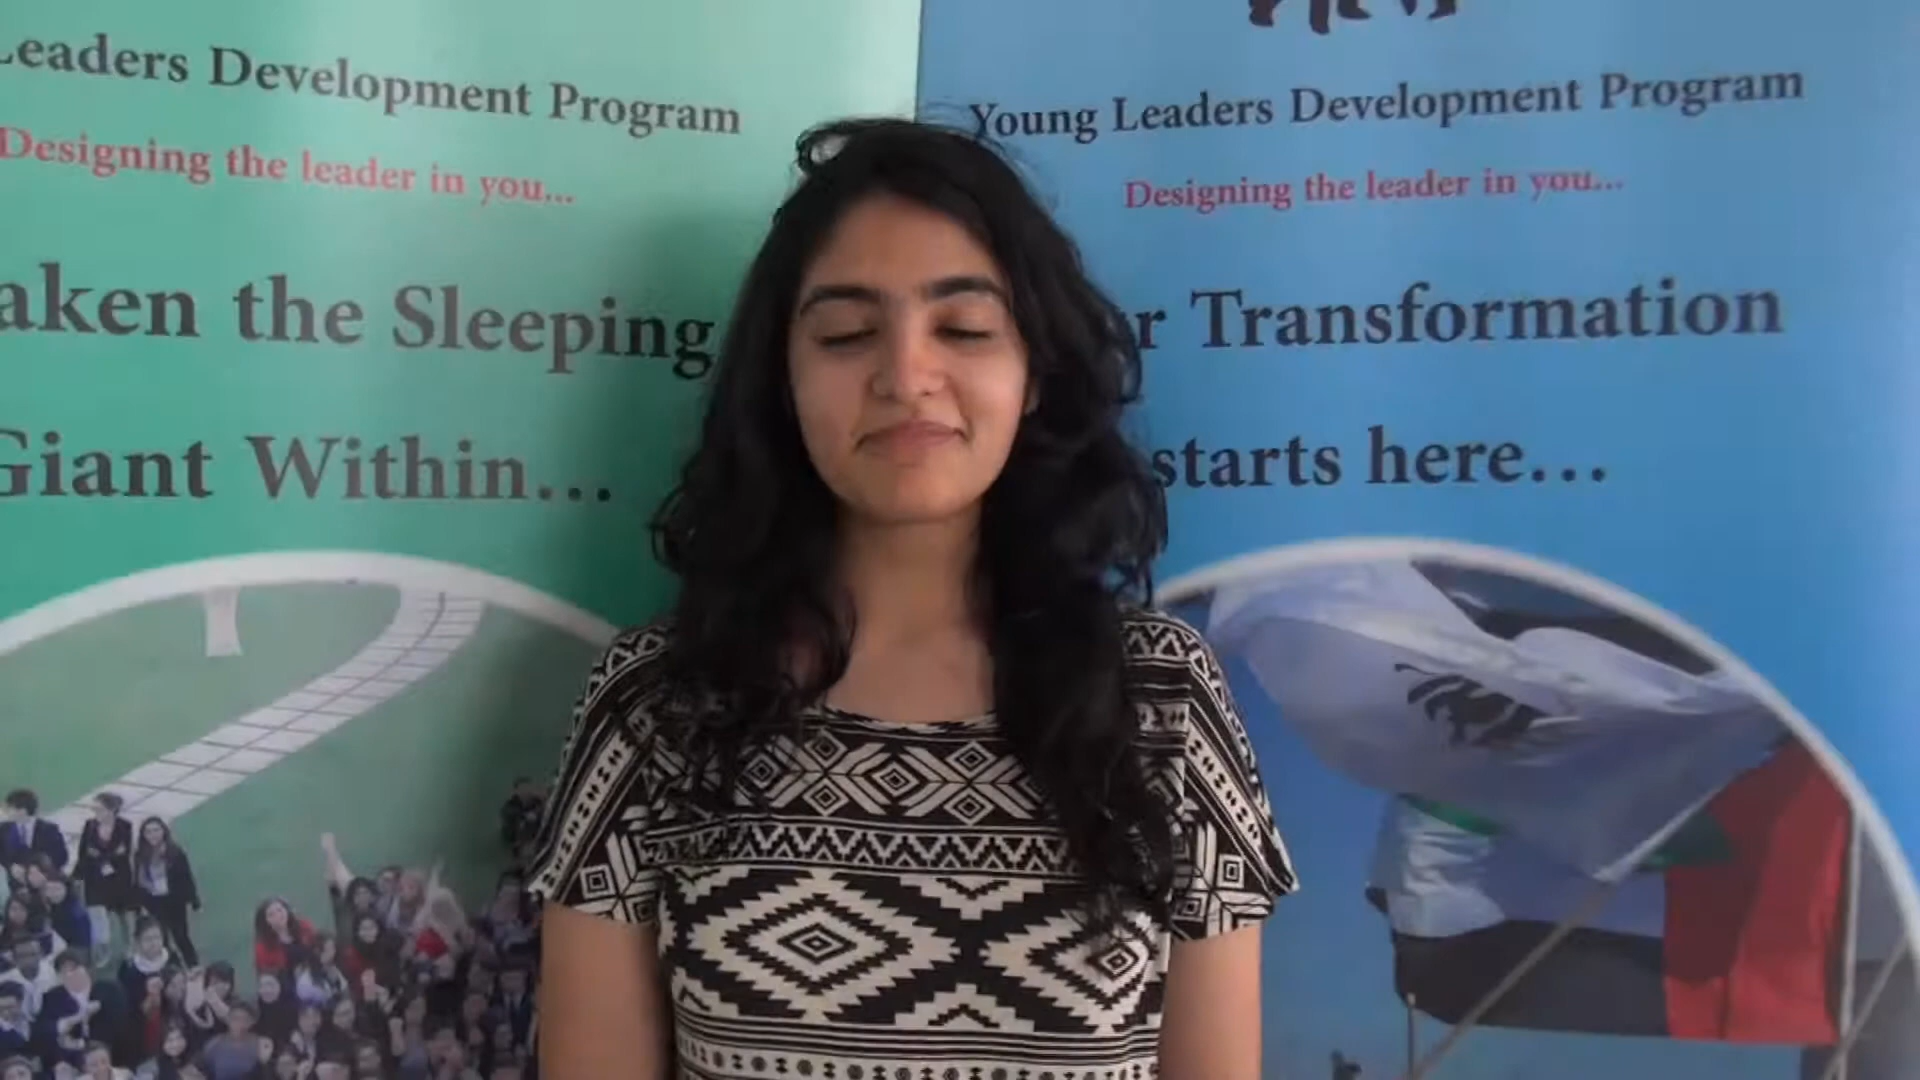 Leaders Development Program
Designing the leader in you...
aken the Sleeping
Giant Within...
Young Leaders Development Program
Designing the leader in you...
r Transformation
starts here...